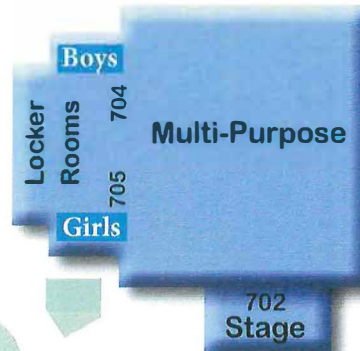 Boys
704
Locker
Rooms
Multi-Purpose
705
Girls
702
Stage